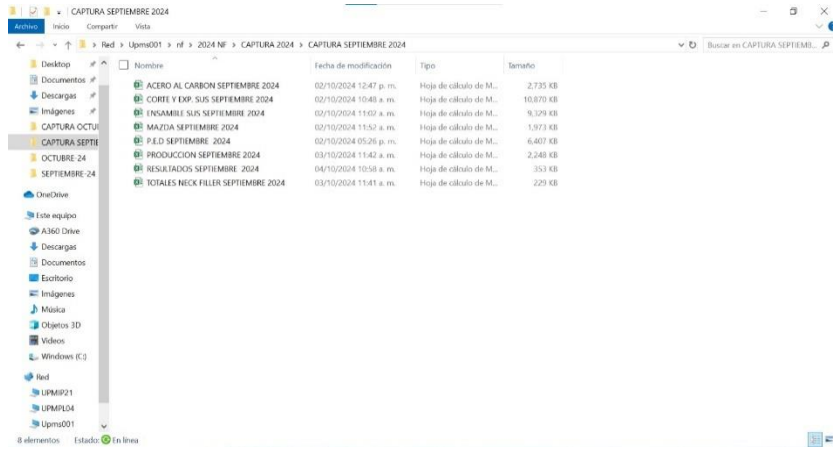 CAPTURA SEPTIEMBRE 2024
Archivo Inicio Compartir Vista
Red > Upms001 > nf > 2024 NF > CAPTURA 2024 > CAPTURA SEPTIEMBRE 2024
Buscar en CAPTURA SEPTIEMB...
Nombre Fecha de modificación Tipo Tamaño
ACERO AL CARBON SEPTIEMBRE 2024 02/10/2024 12:47 p. m. Hoja de cálculo de M... 2,735 KB
CORTE Y EXP. SUS SEPTIEMBRE 2024 02/10/2024 10:48 a. m. Hoja de cálculo de M... 10,870 KB
ENSAMBLE SUS SEPTIEMBRE 2024 02/10/2024 11:02 a. m. Hoja de cálculo de M... 9,329 KB
MAZDA SEPTIEMBRE 2024 02/10/2024 11:52 a. m. Hoja de cálculo de M... 1,973 KB
P.E.D SEPTIEMBRE 2024 02/10/2024 05:26 p. m. Hoja de cálculo de M... 6,407 KB
PRODUCCION SEPTIEMBRE 2024 03/10/2024 11:42 a. m. Hoja de cálculo de M... 2,248 KB
RESULTADOS SEPTIEMBRE 2024 04/10/2024 10:58 a. m. Hoja de cálculo de M... 353 KB
TOTALES NECK FILLER SEPTIEMBRE 2024 03/10/2024 11:41 a. m. Hoja de cálculo de M... 229 KB
Desktop
Documentos
Descargas
Imágenes
CAPTURA OCTUI
CAPTURA SEPTIE
OCTUBRE-24
SEPTIEMBRE-24
OneDrive
Este equipo
A360 Drive
Descargas
Documentos
Escritorio
Imágenes
Música
Objetos 3D
Videos
Windows (C:)
Red
UPMIP21
UPMPL04
Upms001
8 elementos Estado: En línea